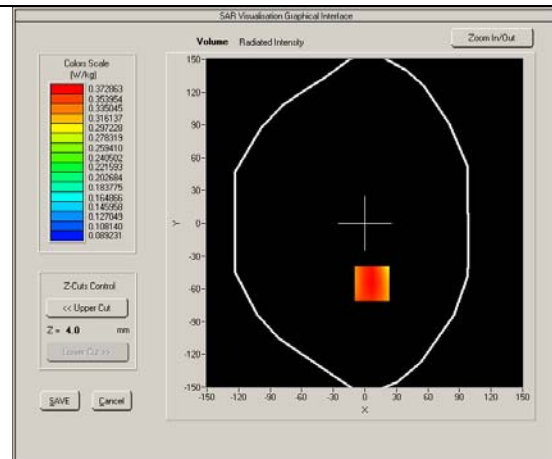 SAR Visualisation Graphical Interface
Volume Radiated Intensity
Zoom In/Out
Colors Scale
(W/kg)
0.372863
0.353954
0.335045
0.316137
0.297228
0.278319
0.259410
0.240502
0.221593
0.202684
0.183775
0.164866
0.145958
0.127049
0.108140
0.089231
Z-Cuts Control
<< Upper Cut
Z = 4.0 mm
Lower Cut >>
SAVE
Cancel
150
120
90
60
30
0
-30
-60
-90
-120
-150
Y
-150 -120 -90 -60 -30 0 30 60 90 120 150
X